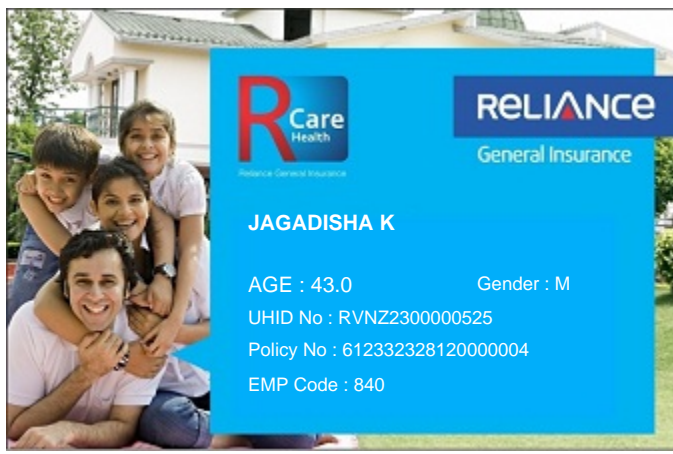 R Care
Health
Reliance General Insurance
RELIANCE
General Insurance
JAGADISHA K
AGE : 43.0
Gender : M
UHID No : RVNZ2300000525
Policy No : 612332328120000004
EMP Code : 840